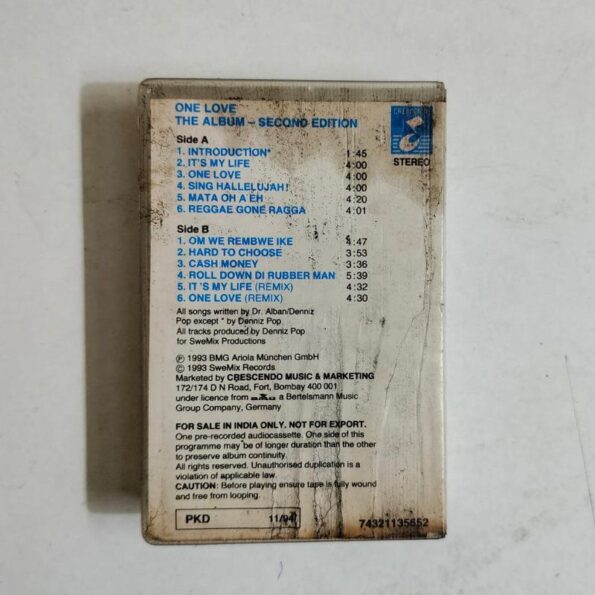 ONE LOVE
THE ALBUM – SECOND EDITION
CRESCENDO
STEREO
Side A
1. INTRODUCTION* 1:45
2. IT'S MY LIFE 4:00
3. ONE LOVE 4:00
4. SING HALLELUJAH! 4:00
5. MATA OH A EH 4:20
6. REGGAE GONE RAGGA 4:01
Side B
1. OM WE REMBWE IKE 4:47
2. HARD TO CHOOSE 3:53
3. CASH MONEY 3:36
4. ROLL DOWN DI RUBBER MAN 5:39
5. IT'S MY LIFE (REMIX) 4:32
6. ONE LOVE (REMIX) 4:30
All songs written by Dr. Alban/Denniz
Pop except * by Denniz Pop
All tracks produced by Denniz Pop
for SweMix Productions
℗ 1993 BMG Ariola München GmbH
© 1993 SweMix Records
Marketed by CRESCENDO MUSIC & MARKETING
172/174 D N Road, Fort, Bombay 400 001
under licence from a Bertelsmann Music
Group Company, Germany
FOR SALE IN INDIA ONLY. NOT FOR EXPORT.
One pre-recorded audiocassette. One side of this
programme may be of longer duration than the other
to preserve album continuity.
All rights reserved. Unauthorised duplication is a
violation of applicable law.
CAUTION: Before playing ensure tape is fully wound
and free from looping.
PKD 11/94
74321135652